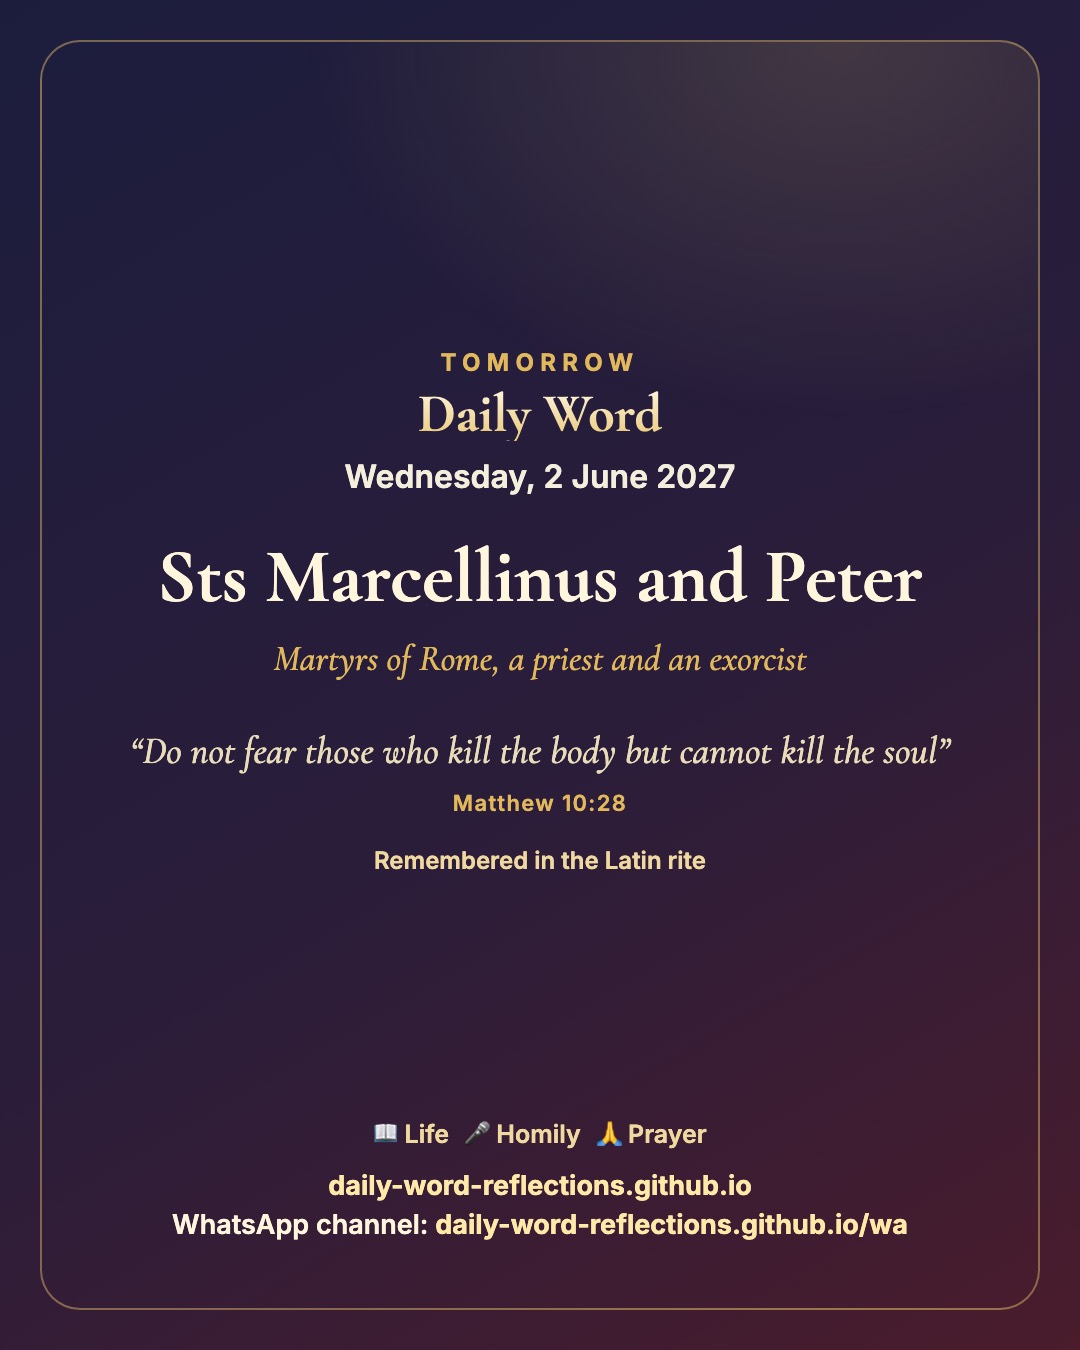 TOMORROW
Daily Word
Wednesday, 2 June 2027
Sts Marcellinus and Peter
Martyrs of Rome, a priest and an exorcist
“Do not fear those who kill the body but cannot kill the soul”
Matthew 10:28
Remembered in the Latin rite
📖 Life 🎤 Homily 🙏 Prayer
daily-word-reflections.github.io
WhatsApp channel: daily-word-reflections.github.io/wa